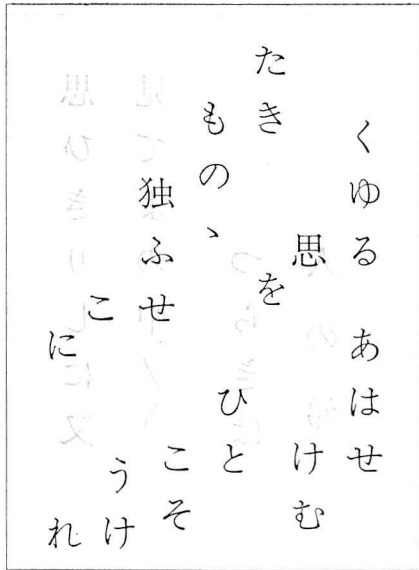 くゆる あはせ
思 けむ
たき を
ものゝ ひと
独ふせ こそ
こ うけ
に れ